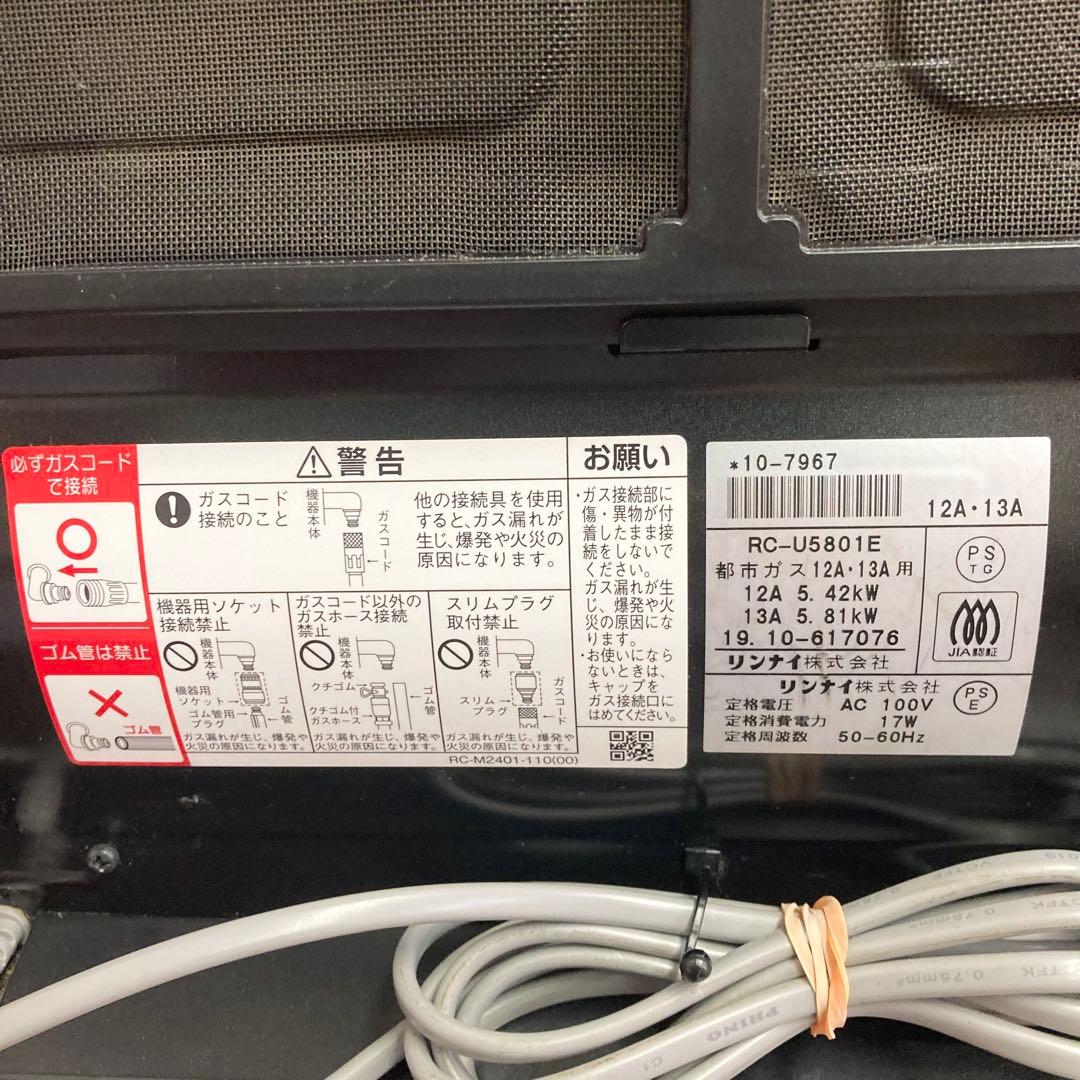 必ずガスコード
で接続
ゴム管は禁止
ゴム管
警告
ガスコード
接続のこと
機器本体
ガスコード
他の接続具を使用
すると、ガス漏れが
生じ、爆発や火災の
原因になります。
機器用ソケット
接続禁止
機器本体
機器用
ソケット
ゴム管用
プラグ
ゴム管
ガス漏れが生じ、爆発や
火災の原因になります。
ガスコード以外の
ガスホース接続
禁止
機器本体
クチゴム
クチゴム付
ガスホース
ゴム管
ガス漏れが生じ、爆発や
火災の原因になります。
スリムプラグ
取付禁止
機器本体
スリム
プラグ
ガスコード
ガス漏れが生じ、爆発や
火災の原因になります。
RC-M2401-110(00)
お願い
・ガス接続部に
傷・異物が付
着したまま接
続をしないで
ください。
ガス漏れが生
じ、爆発や火
災の原因にな
ります。
・お使いになら
ないときは、
キャップを
ガス接続口に
はめてください。
*10-7967
12A・13A
RC-U5801E
都市ガス12A・13A用
12A 5.42kW
13A 5.81kW
19.10-617076
リンナイ株式会社
PS
TG
JIA認証
リンナイ株式会社
定格電圧 AC 100V
定格消費電力 17W
定格周波数 50-60Hz
PS
E
VCTFK
0.75mm²
VCTFK 0.75mm²
CTFK 0.75mm²
PHINO C1